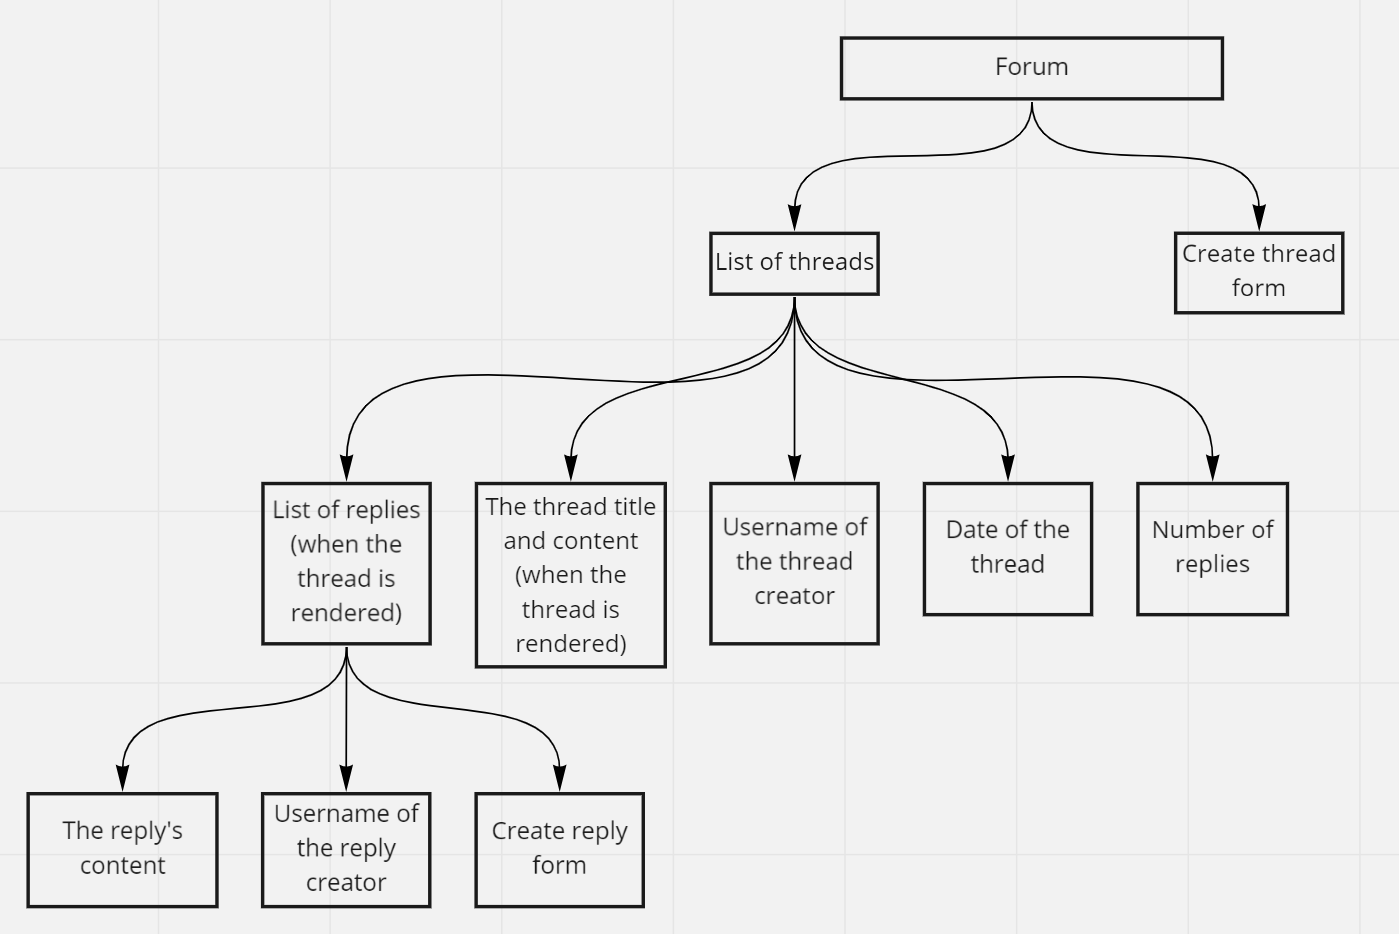 Forum
List of threads
Create thread
form
List of replies
(when the
thread is
rendered)
The thread title
and content
(when the
thread is
rendered)
Username of
the thread
creator
Date of the
thread
Number of
replies
The reply's
content
Username of
the reply
creator
Create reply
form